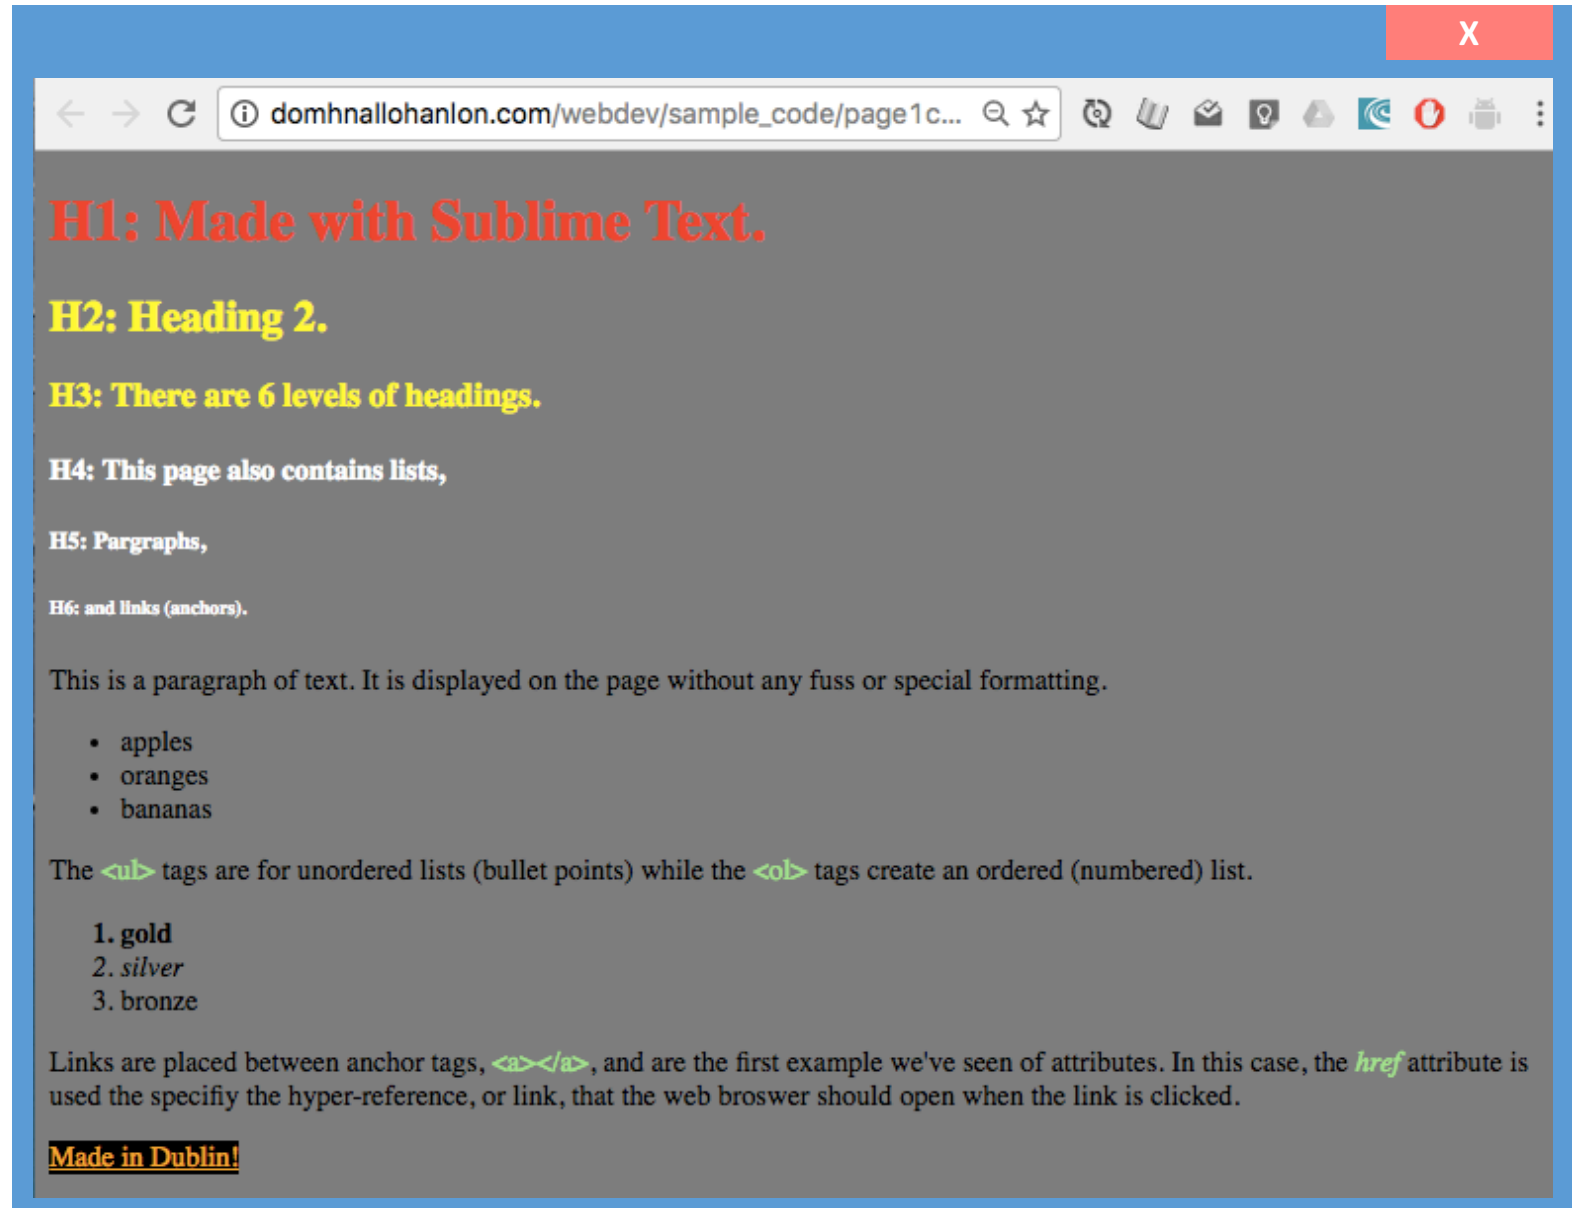 X
domhnallohanlon.com/webdev/sample_code/page1c...
H1: Made with Sublime Text.
H2: Heading 2.
H3: There are 6 levels of headings.
H4: This page also contains lists,
H5: Pargraphs,
H6: and links (anchors).
This is a paragraph of text. It is displayed on the page without any fuss or special formatting.
• apples
• oranges
• bananas
The <ul> tags are for unordered lists (bullet points) while the <ol> tags create an ordered (numbered) list.
1. gold
2. silver
3. bronze
Links are placed between anchor tags, <a></a>, and are the first example we've seen of attributes. In this case, the href attribute is
used the specifiy the hyper-reference, or link, that the web broswer should open when the link is clicked.
Made in Dublin!